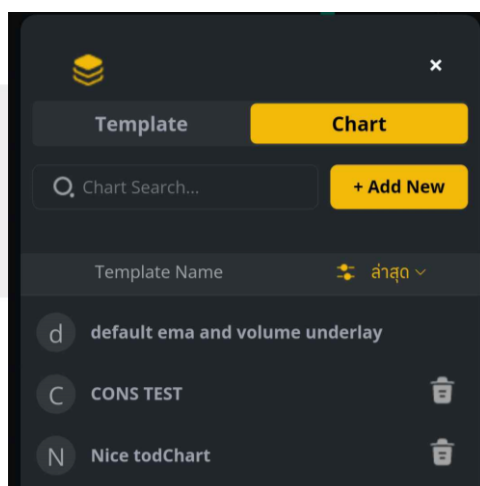 ×
Template Chart
Chart Search... + Add New
Template Name ล่าสุด
d default ema and volume underlay
C CONS TEST
N Nice todChart